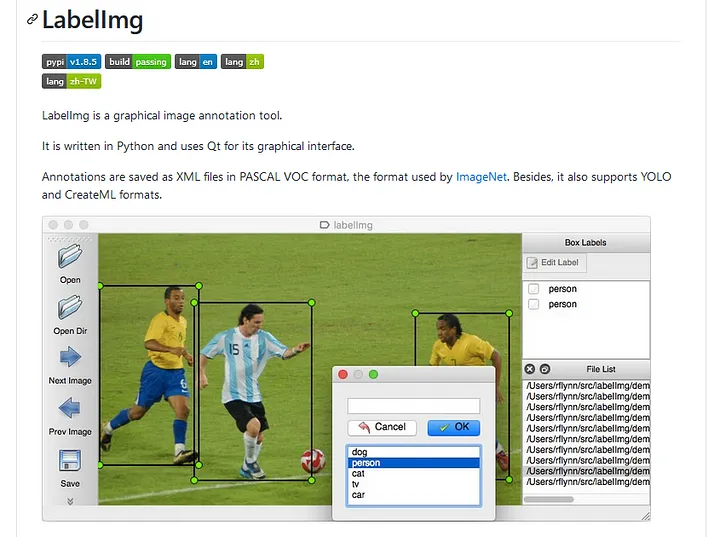 LabelImg
pypi v1.8.5 build passing lang en lang zh
lang zh-TW
LabelImg is a graphical image annotation tool.
It is written in Python and uses Qt for its graphical interface.
Annotations are saved as XML files in PASCAL VOC format, the format used by ImageNet. Besides, it also supports YOLO
and CreateML formats.
labelImg
Open
Open Dir
Next Image
Prev Image
Save
15
Cancel
OK
dog
person
cat
tv
car
Box Labels
Edit Label
person
person
File List
/Users/rflynn/src/labelImg/dem
/Users/rflynn/src/labelImg/dem
/Users/rflynn/src/labelImg/dem
/Users/rflynn/src/labelImg/dem
/Users/rflynn/src/labelImg/dem
/Users/rflynn/src/labelImg/dem
/Users/rflynn/src/labelImg/dem
/Users/rflynn/src/labelImg/dem
/Users/rflynn/src/labelImg/dem
/Users/rflynn/src/labelImg/dem